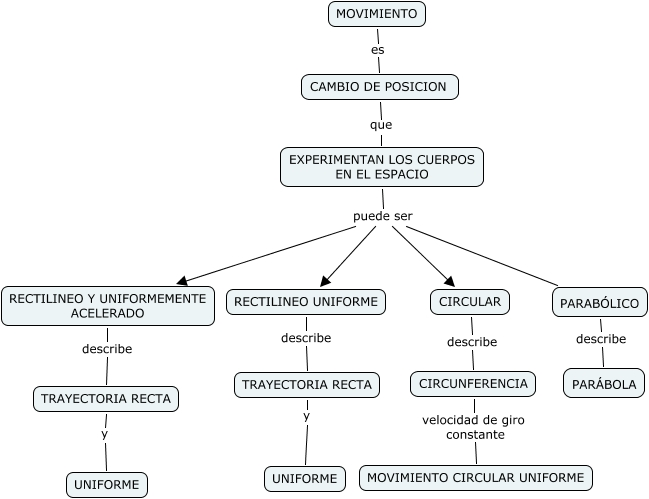 MOVIMIENTO
es
CAMBIO DE POSICION
que
EXPERIMENTAN LOS CUERPOS
EN EL ESPACIO
puede ser
RECTILINEO Y UNIFORMEMENTE
ACELERADO
describe
TRAYECTORIA RECTA
y
UNIFORME
RECTILINEO UNIFORME
describe
TRAYECTORIA RECTA
y
UNIFORME
CIRCULAR
describe
CIRCUNFERENCIA
velocidad de giro
constante
MOVIMIENTO CIRCULAR UNIFORME
PARABÓLICO
describe
PARÁBOLA